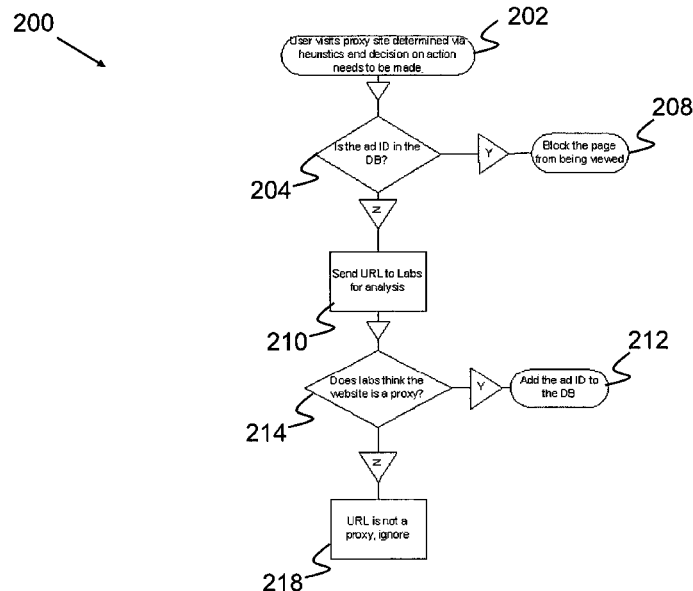 200
202
User visits proxy site determined via
heuristics and decision on action
needs to be made.
208
Is the ad ID in the
DB?
Y
Block the page
from being viewed
204
N
Send URL to Labs
for analysis
210
212
Does labs think the
website is a proxy?
Y
Add the ad ID to
the DB
214
N
URL is not a
proxy, ignore
218